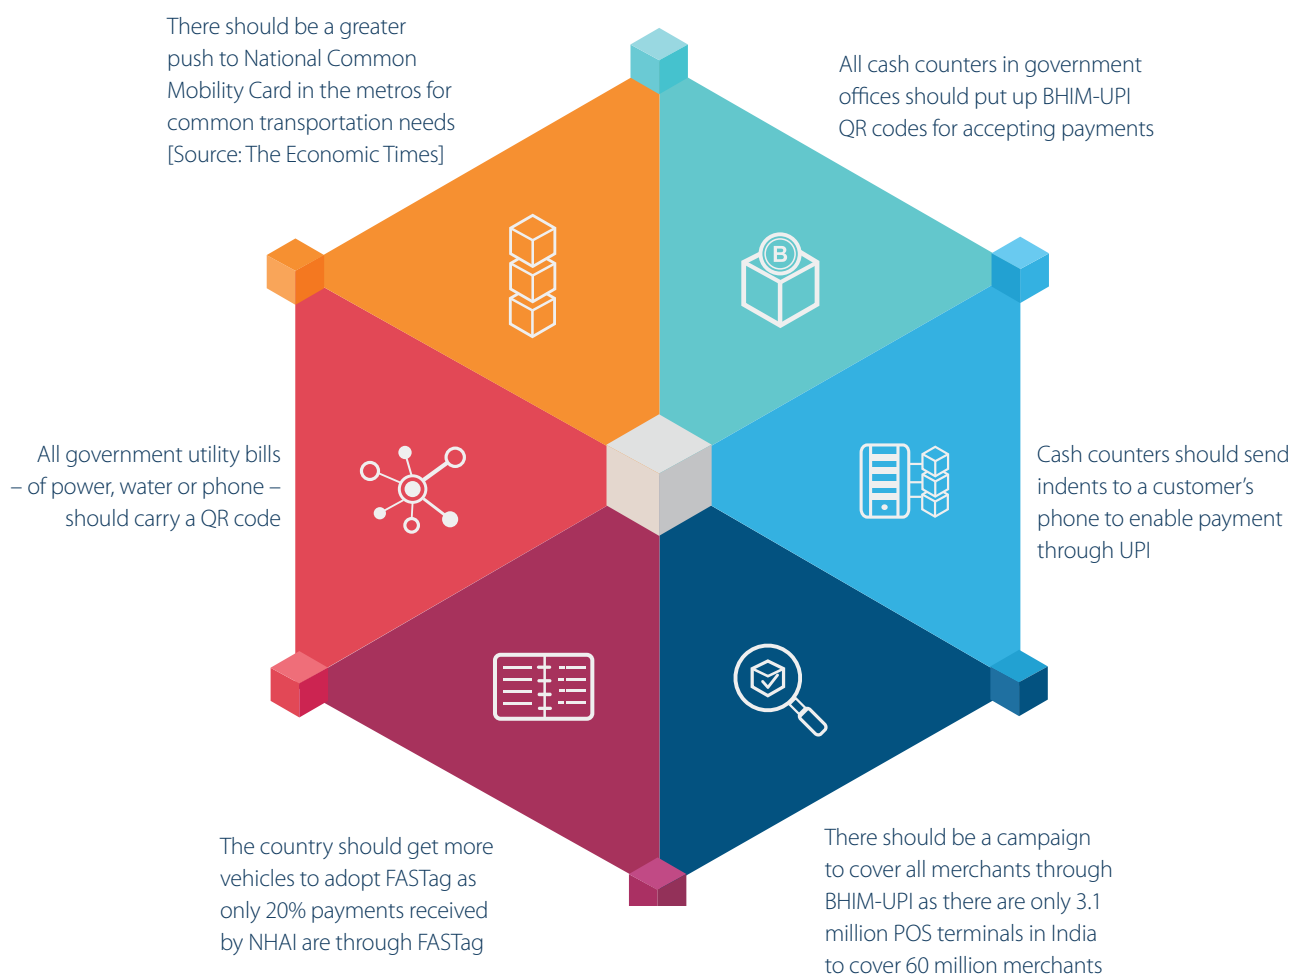 There should be a greater
push to National Common
Mobility Card in the metros for
common transportation needs
[Source: The Economic Times]
All cash counters in government
offices should put up BHIM-UPI
QR codes for accepting payments
B
All government utility bills
– of power, water or phone –
should carry a QR code
Cash counters should send
indents to a customer’s
phone to enable payment
through UPI
The country should get more
vehicles to adopt FASTag as
only 20% payments received
by NHAI are through FASTag
There should be a campaign
to cover all merchants through
BHIM-UPI as there are only 3.1
million POS terminals in India
to cover 60 million merchants